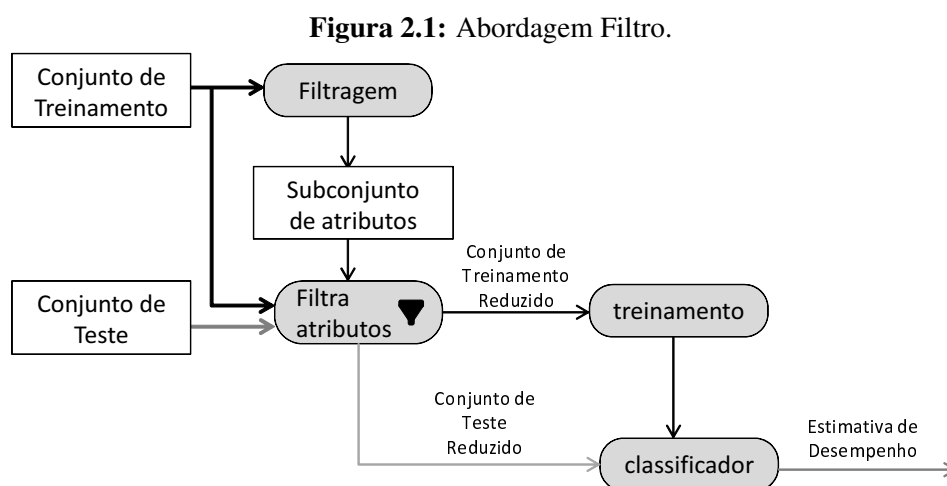 Figura 2.1: Abordagem Filtro.
Conjunto de
Treinamento
Filtragem
Subconjunto
de atributos
Conjunto de
Teste
Filtra
atributos
Conjunto de
Treinamento
Reduzido
treinamento
Conjunto de
Teste
Reduzido
classificador
Estimativa de
Desempenho